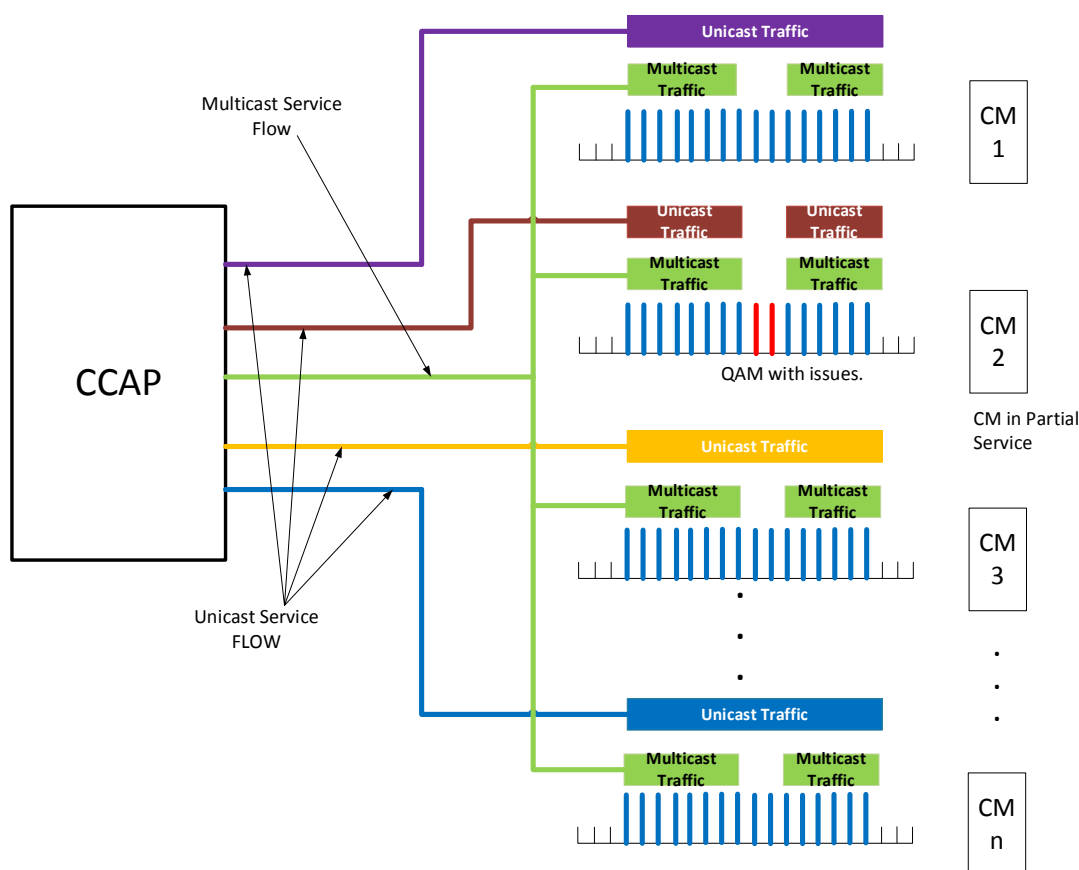 Unicast Traffic
Multicast
Traffic
Multicast
Traffic
Multicast Service
Flow
CM
1
Unicast
Traffic
Unicast
Traffic
Multicast
Traffic
Multicast
Traffic
CM
2
CCAP
QAM with issues.
CM in Partial
Service
Unicast Traffic
Multicast
Traffic
Multicast
Traffic
CM
3
Unicast Service
FLOW
Unicast Traffic
Multicast
Traffic
Multicast
Traffic
CM
n